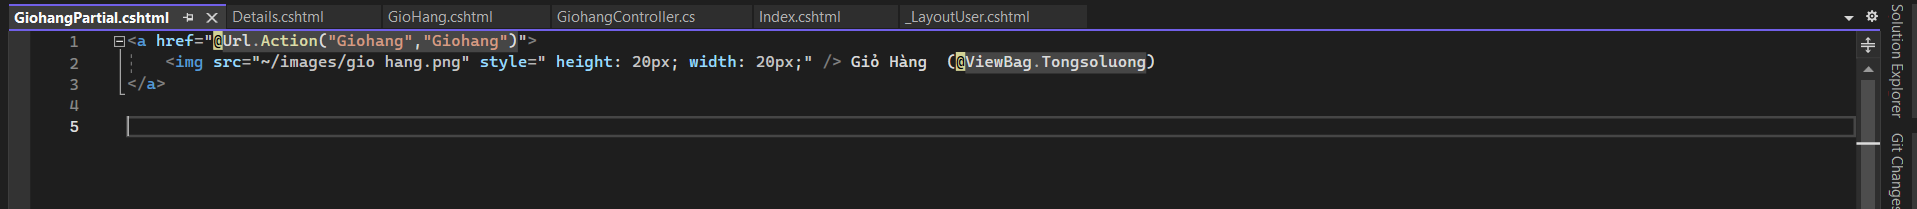 GiohangPartial.cshtml Details.cshtml GioHang.cshtml GiohangController.cs Index.cshtml _LayoutUser.cshtml
1 <a href="@Url.Action("Giohang","Giohang")">
2 <img src="~/images/gio hang.png" style=" height: 20px; width: 20px;" /> Giỏ Hàng (@ViewBag.Tongsoluong)
3 </a>
4
5
Solution Explorer
Git Changes